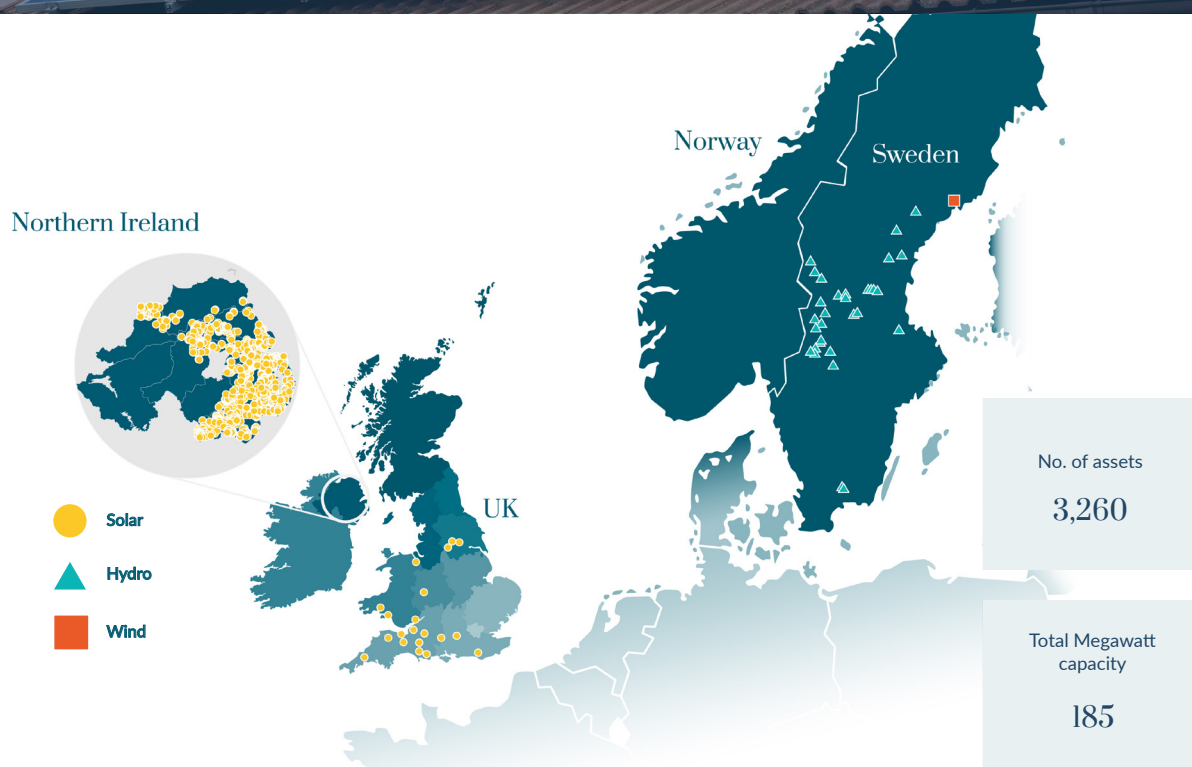 Norway
Sweden
Northern Ireland
UK
Solar
Hydro
Wind
No. of assets
3,260
Total Megawatt
capacity
185